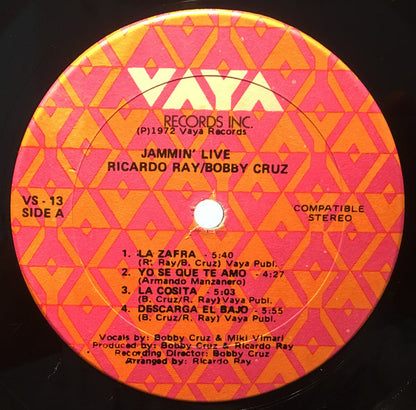 VAYA
RECORDS INC.
(P)1972 Vaya Records
JAMMIN' LIVE
RICARDO RAY/BOBBY CRUZ
VS - 13
SIDE A
COMPATIBLE
STEREO
1. LA ZAFRA - 5:40
(R. Ray/B. Cruz) Vaya Publ.
2. YO SE QUE TE AMO - 4:27
(Armando Manzanero)
3. LA COSITA - 5:03
(B. Cruz/R. Ray) Vaya Publ.
4. DESCARGA EL BAJO - 5:55
(B. Cruz/R. Ray) Vaya Publ.
Vocals by: Bobby Cruz & Miki Vimari
Produced by: Bobby Cruz & Ricardo Ray
Recording Director: Bobby Cruz
Arranged by: Ricardo Ray